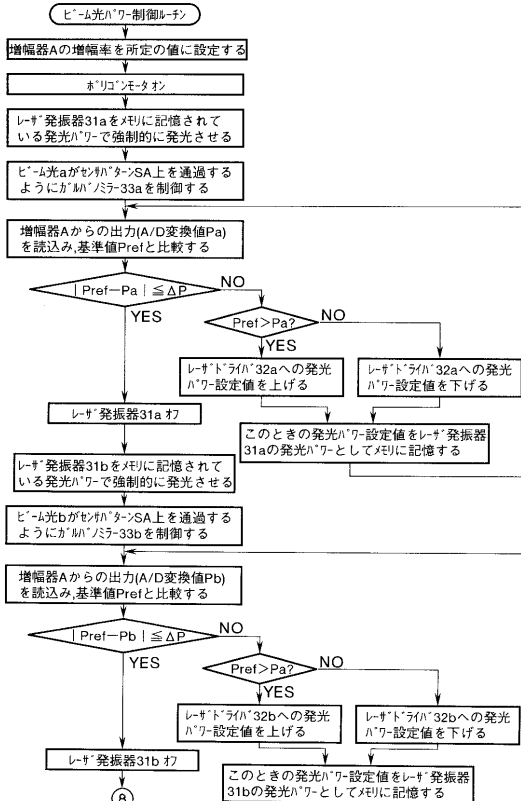 ﾋﾞｰﾑ光ﾊﾟﾜｰ制御ﾙｰﾁﾝ
増幅器Aの増幅率を所定の値に設定する
ﾎﾟﾘｺﾞﾝﾓｰﾀ オン
ﾚｰｻﾞ発振器31aをﾒﾓﾘに記憶されて
いる発光ﾊﾟﾜｰで強制的に発光させる
ﾋﾞｰﾑ光aがｾﾝｻﾊﾟﾀｰﾝSA上を通過する
ようにｶﾞﾙﾊﾞﾉﾐﾗｰ33aを制御する
増幅器Aからの出力(A/D変換値Pa)
を読込み,基準値Prefと比較する
｜Pref－Pa｜≦ΔP
NO
YES
Pref>Pa?
NO
YES
ﾚｰｻﾞﾄﾞﾗｲﾊﾞ32aへの発光
ﾊﾟﾜｰ設定値を上げる
ﾚｰｻﾞﾄﾞﾗｲﾊﾞ32aへの発光
ﾊﾟﾜｰ設定値を下げる
ﾚｰｻﾞ発振器31a オフ
このときの発光ﾊﾟﾜｰ設定値をﾚｰｻﾞ発振器
31aの発光ﾊﾟﾜｰとしてﾒﾓﾘに記憶する
ﾚｰｻﾞ発振器31bをﾒﾓﾘに記憶されて
いる発光ﾊﾟﾜｰで強制的に発光させる
ﾋﾞｰﾑ光bがｾﾝｻﾊﾟﾀｰﾝSA上を通過する
ようにｶﾞﾙﾊﾞﾉﾐﾗｰ33bを制御する
増幅器Aからの出力(A/D変換値Pb)
を読込み,基準値Prefと比較する
｜Pref－Pb｜≦ΔP
NO
YES
Pref>Pa?
NO
YES
ﾚｰｻﾞﾄﾞﾗｲﾊﾞ32bへの発光
ﾊﾟﾜｰ設定値を上げる
ﾚｰｻﾞﾄﾞﾗｲﾊﾞ32bへの発光
ﾊﾟﾜｰ設定値を下げる
ﾚｰｻﾞ発振器31b オフ
このときの発光ﾊﾟﾜｰ設定値をﾚｰｻﾞ発振器
31bの発光ﾊﾟﾜｰとしてﾒﾓﾘに記憶する
8